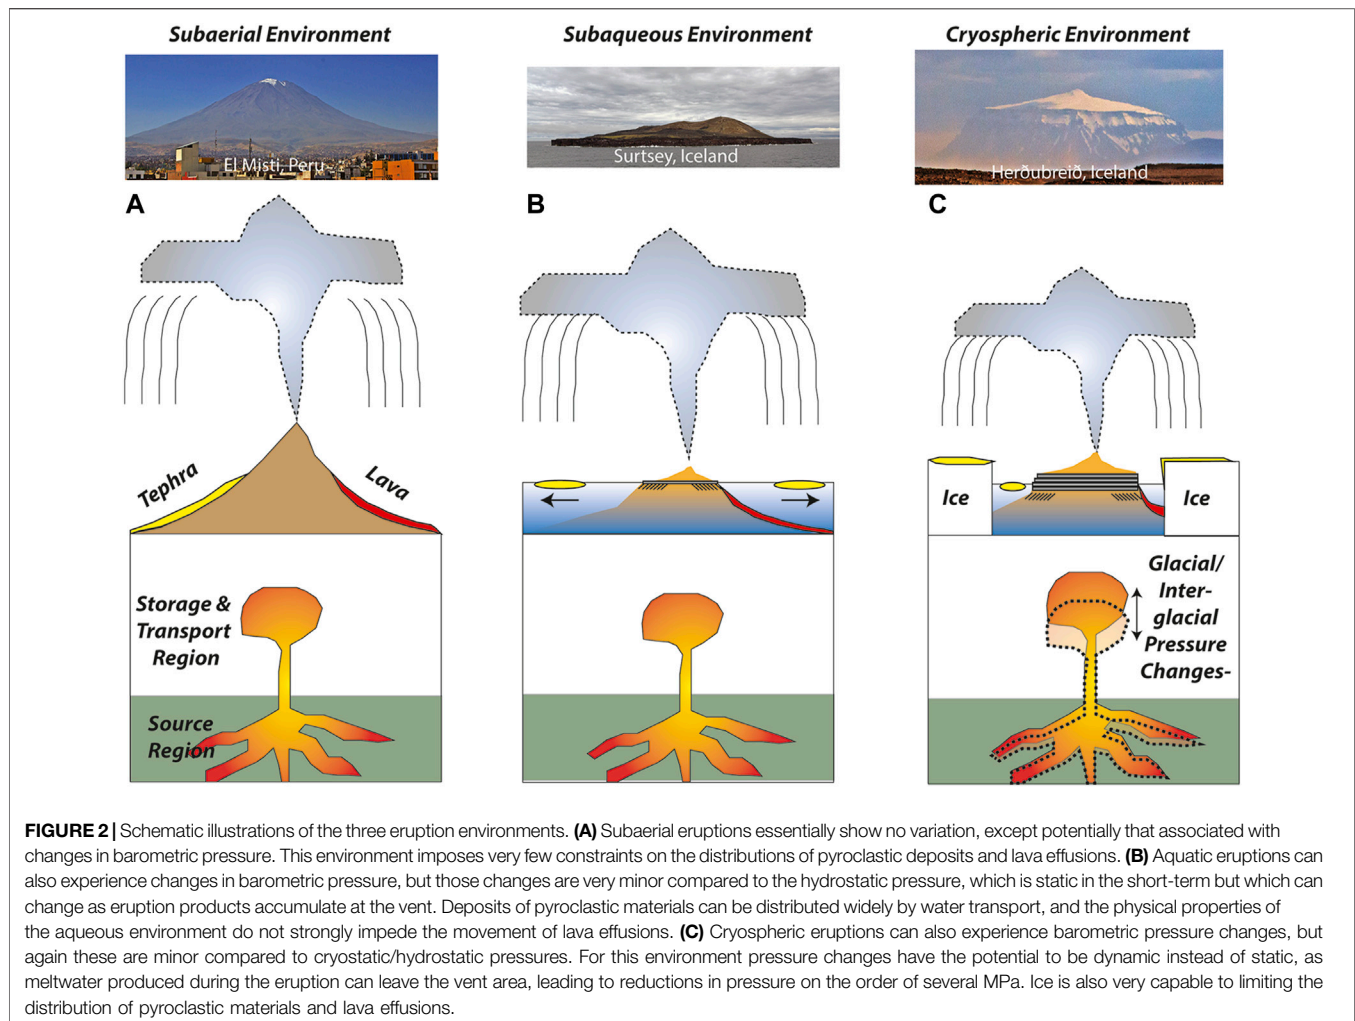 Subaerial Environment
Subaqueous Environment
Cryospheric Environment
El Misti, Peru
Surtsey, Iceland
Herðubreið, Iceland
A
B
C
Tephra
Lava
Ice
Ice
Storage &
Transport
Region
Source
Region
Glacial/
Inter-
glacial
Pressure
Changes-
FIGURE 2 | Schematic illustrations of the three eruption environments. (A) Subaerial eruptions essentially show no variation, except potentially that associated with
changes in barometric pressure. This environment imposes very few constraints on the distributions of pyroclastic deposits and lava effusions. (B) Aquatic eruptions can
also experience changes in barometric pressure, but those changes are very minor compared to the hydrostatic pressure, which is static in the short-term but which can
change as eruption products accumulate at the vent. Deposits of pyroclastic materials can be distributed widely by water transport, and the physical properties of
the aqueous environment do not strongly impede the movement of lava effusions. (C) Cryospheric eruptions can also experience barometric pressure changes, but
again these are minor compared to cryostatic/hydrostatic pressures. For this environment pressure changes have the potential to be dynamic instead of static, as
meltwater produced during the eruption can leave the vent area, leading to reductions in pressure on the order of several MPa. Ice is also very capable to limiting the
distribution of pyroclastic materials and lava effusions.